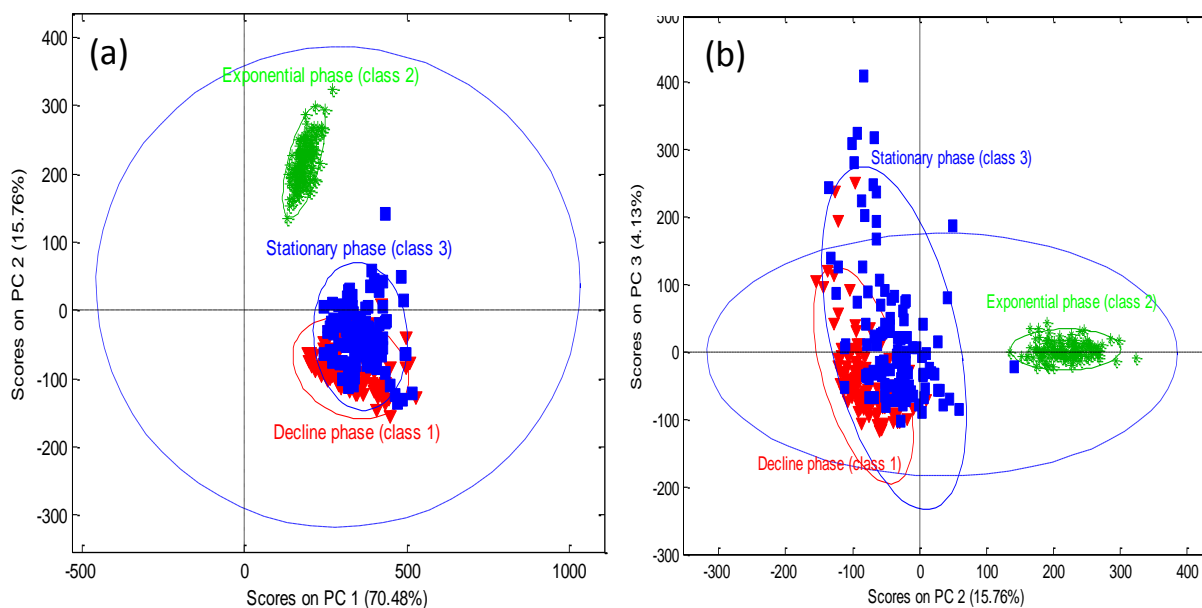 (a)
400
300
200
100
0
-100
-200
-300
Scores on PC 2 (15.76%)
Exponential phase (class 2)
Stationary phase (class 3)
Decline phase (class 1)
-500
0
500
1000
Scores on PC 1 (70.48%)
(b)
500
400
300
200
100
0
-100
-200
-300
Scores on PC 3 (4.13%)
Stationary phase (class 3)
Exponential phase (class 2)
Decline phase (class 1)
-300
-200
-100
0
100
200
300
400
Scores on PC 2 (15.76%)